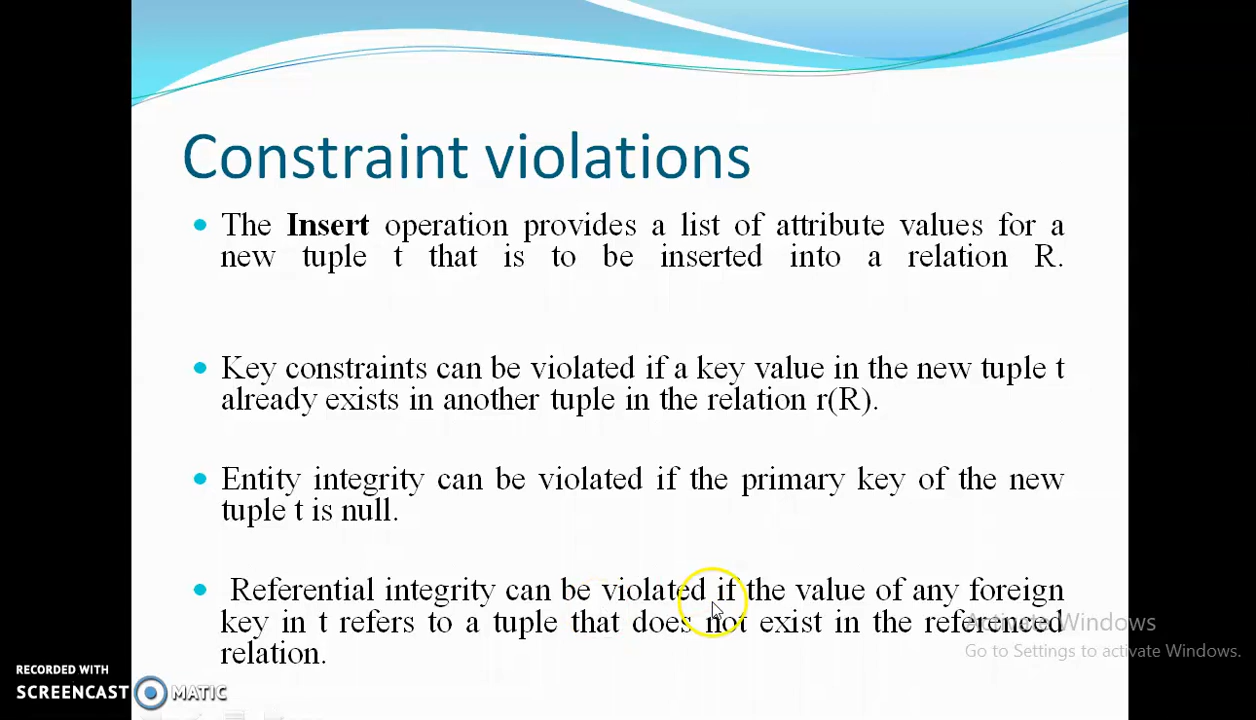 Constraint violations
The Insert operation provides a list of attribute values for a
new tuple t that is to be inserted into a relation R.
Key constraints can be violated if a key value in the new tuple t
already exists in another tuple in the relation r(R).
Entity integrity can be violated if the primary key of the new
tuple t is null.
Referential integrity can be violated if the value of any foreign
key in t refers to a tuple that does not exist in the referenced
relation.
Activate Windows
Go to Settings to activate Windows.
RECORDED WITH
SCREENCAST MATIC